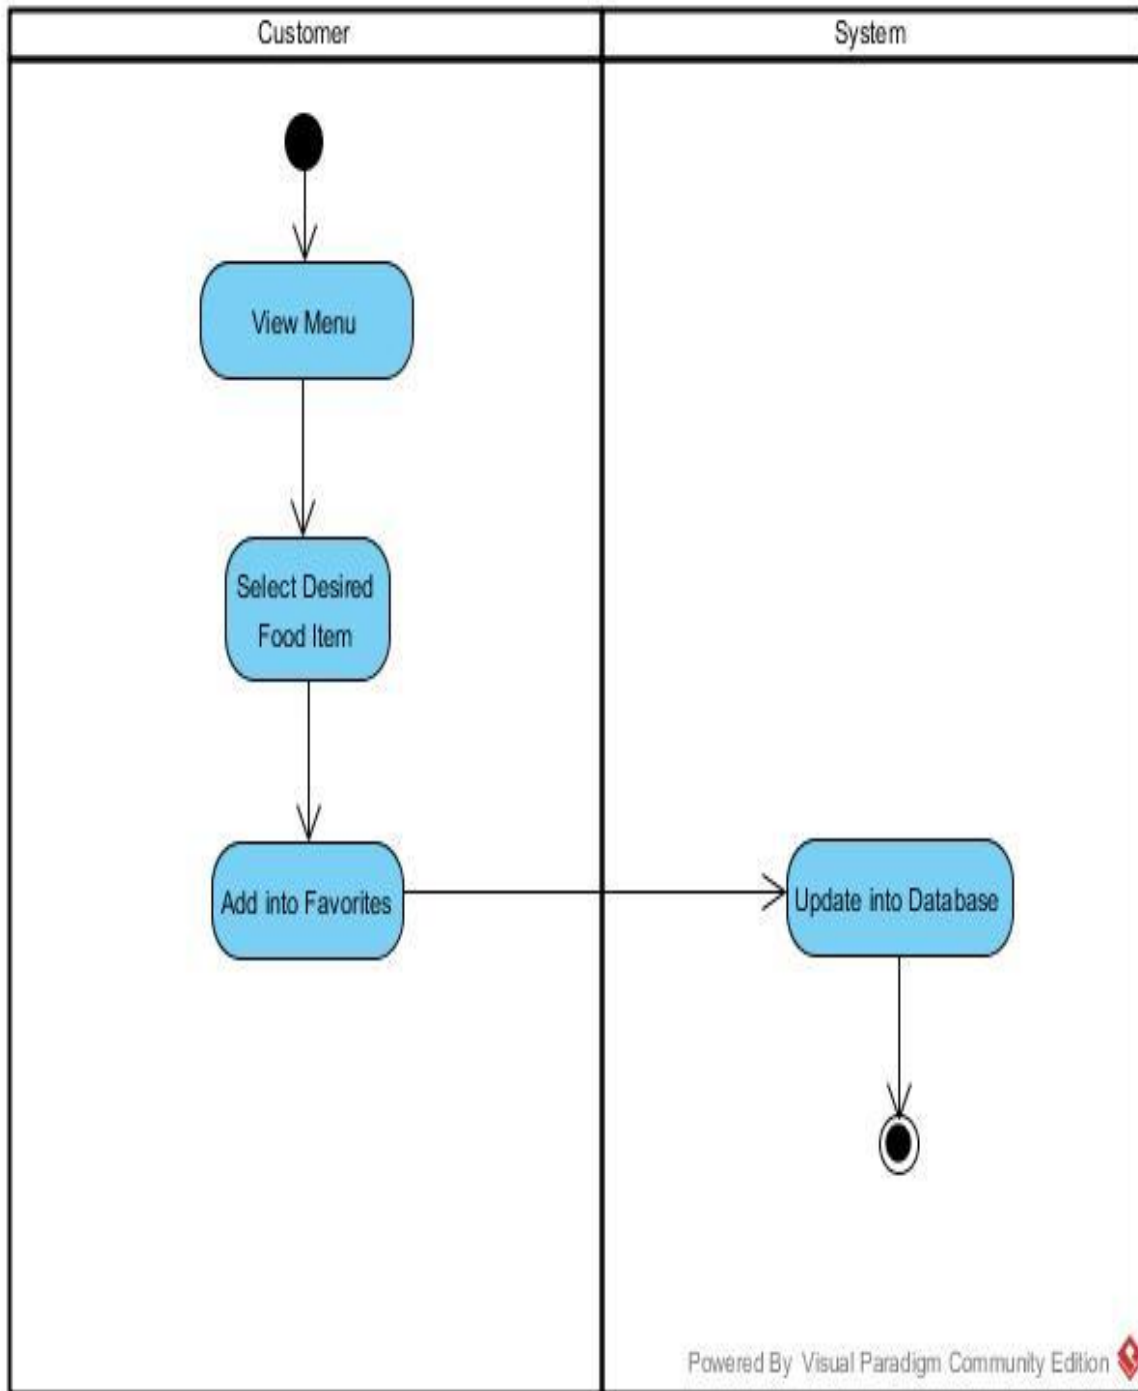 Customer
System
View Menu
Select Desired
Food Item
Add into Favorites
Update into Database
Powered By Visual Paradigm Community Edition